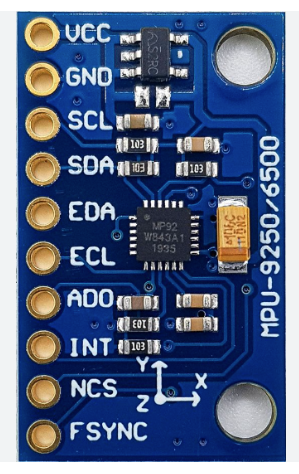 VCC
GND
SCL
103
SDA
103
103
EDA
MP92
W843A1
1935
ECL
ADO
103
INT
103
NCS
FSYNC
Y
X
Z
MPU-9250/6500